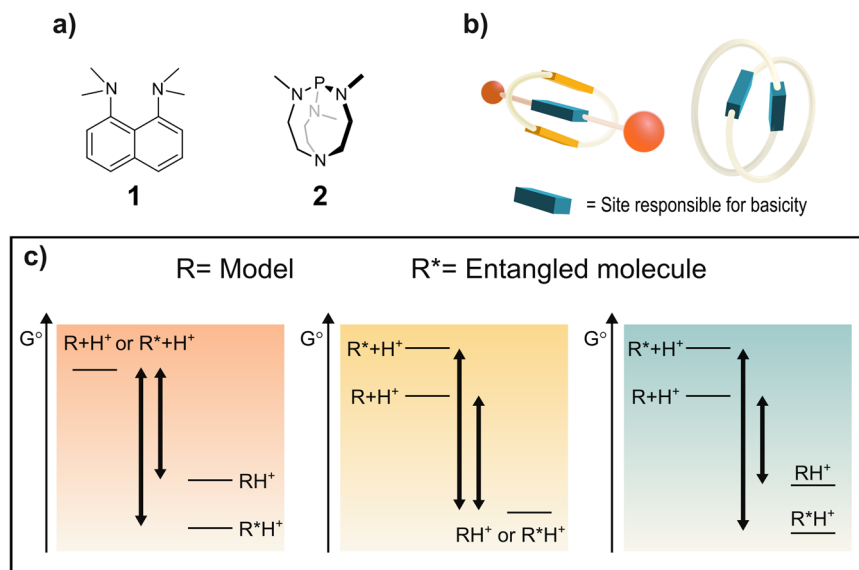 a)
b)
N
N
1
P
N
N
N
N
2
= Site responsible for basicity
c)
R= Model
R*= Entangled molecule
G°
R+H⁺ or R*+H⁺
RH⁺
R*H⁺
G°
R*+H⁺
R+H⁺
RH⁺ or R*H⁺
G°
R*+H⁺
R+H⁺
RH⁺
R*H⁺